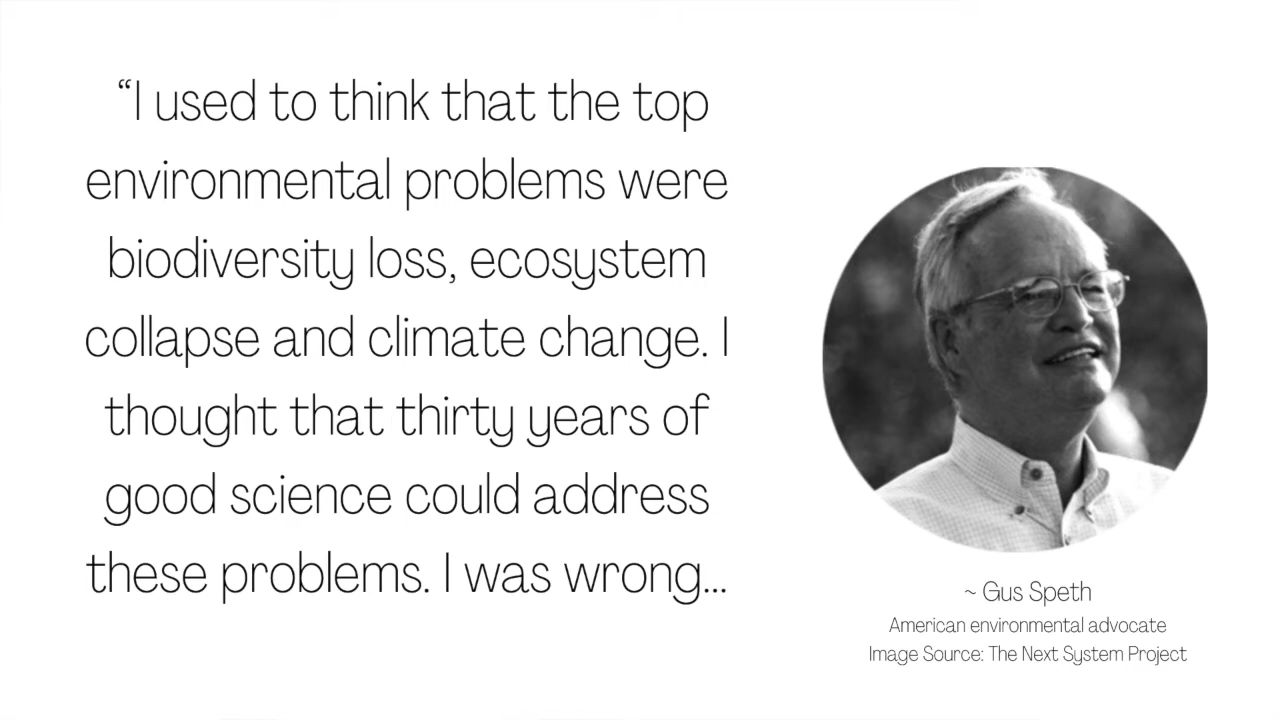 “I used to think that the top
environmental problems were
biodiversity loss, ecosystem
collapse and climate change. I
thought that thirty years of
good science could address
these problems. I was wrong...
~ Gus Speth
American environmental advocate
Image Source: The Next System Project